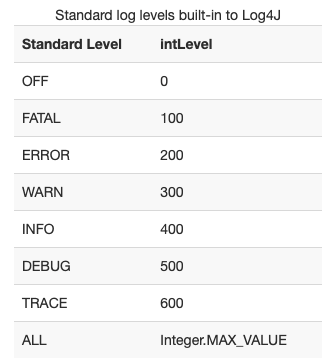 Standard log levels built-in to Log4J
Standard Level intLevel
OFF 0
FATAL 100
ERROR 200
WARN 300
INFO 400
DEBUG 500
TRACE 600
ALL Integer.MAX_VALUE